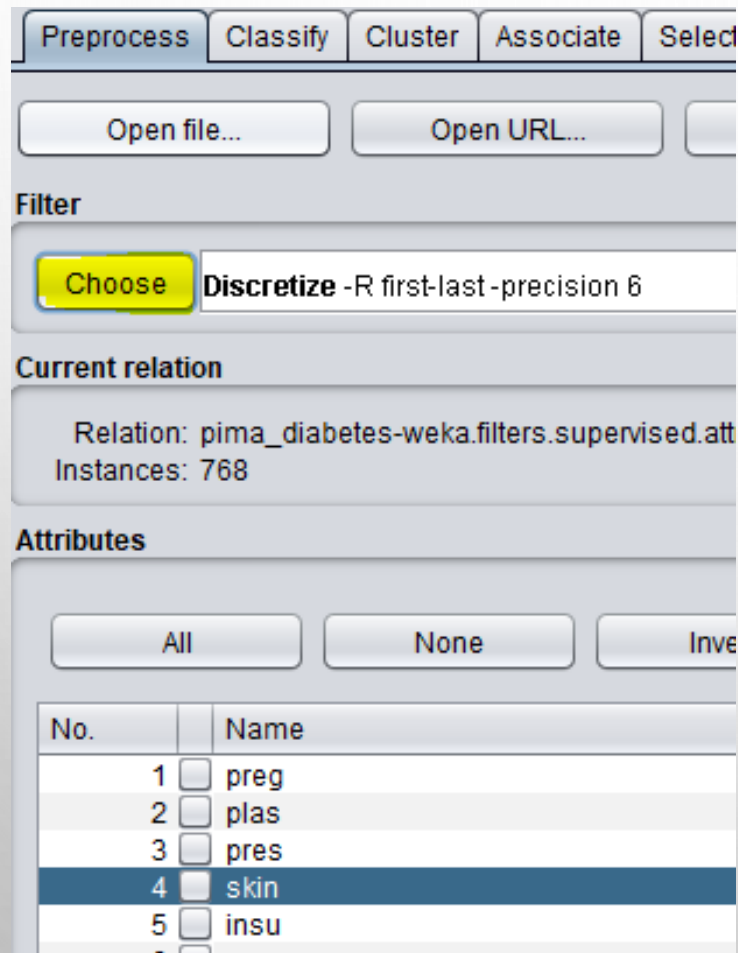 Preprocess Classify Cluster Associate Select
Open file... Open URL...
Filter
Choose Discretize -R first-last -precision 6
Current relation
Relation: pima_diabetes-weka.filters.supervised.att
Instances: 768
Attributes
All None Inve
No. Name
1 preg
2 plas
3 pres
4 skin
5 insu